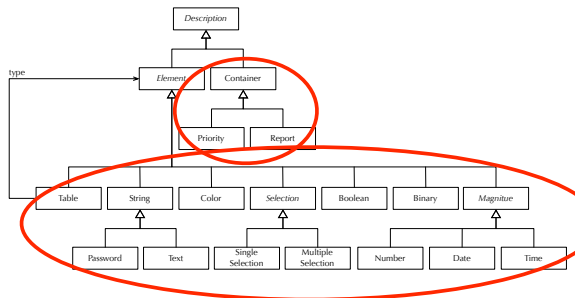 Description
type
Element
Container
Priority
Report
Table
String
Color
Selection
Boolean
Binary
Magnitue
Password
Text
Single
Selection
Multiple
Selection
Number
Date
Time